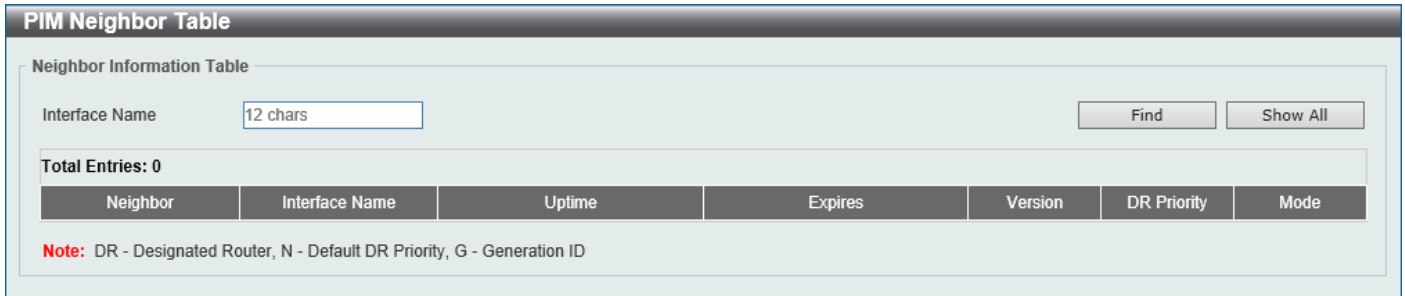 PIM Neighbor Table
Neighbor Information Table
Interface Name 12 chars Find Show All
Total Entries: 0
Neighbor Interface Name Uptime Expires Version DR Priority Mode
Note: DR - Designated Router, N - Default DR Priority, G - Generation ID